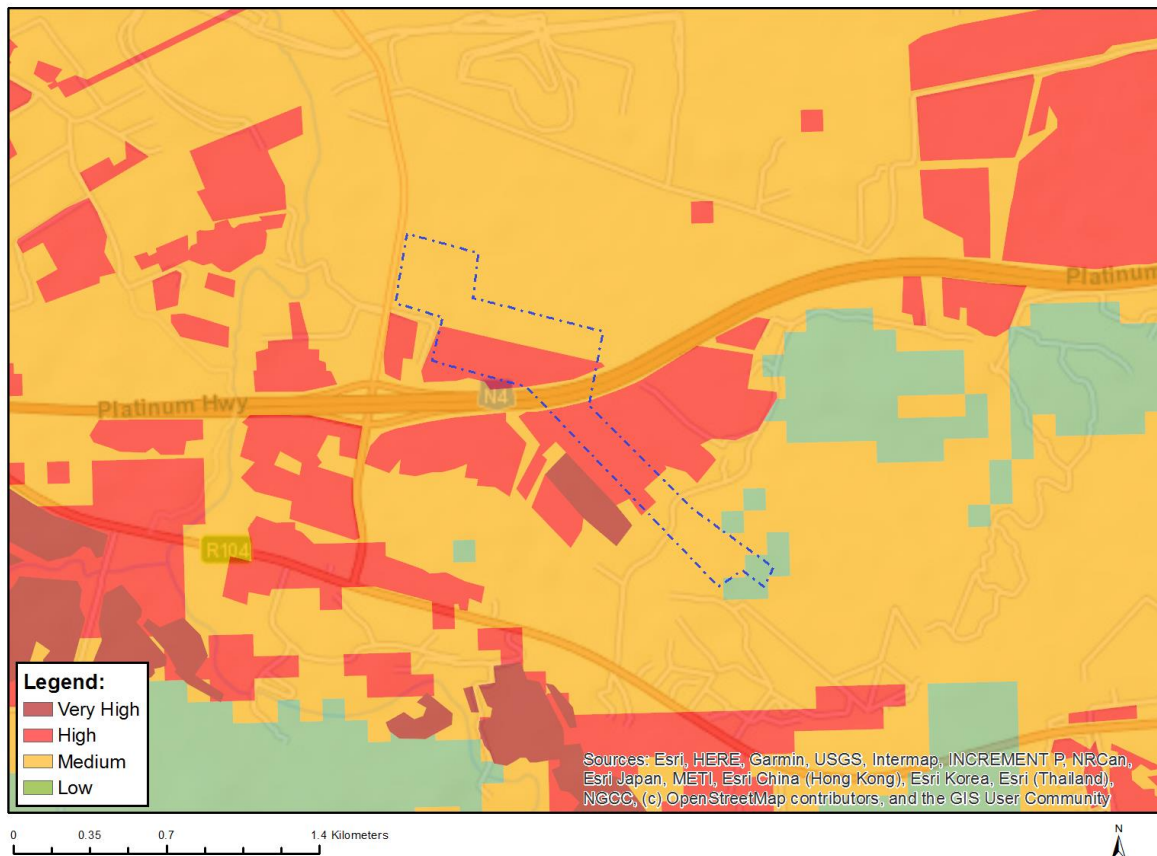 Platinum
Platinum Hwy
N4
R104
Legend:
Very High
High
Medium
Low
Sources: Esri, HERE, Garmin, USGS, Intermap, INCREMENT P, NRCan,
Esri Japan, METI, Esri China (Hong Kong), Esri Korea, Esri (Thailand),
NGCC, (c) OpenStreetMap contributors, and the GIS User Community
0 0.35 0.7 1.4 Kilometers
N